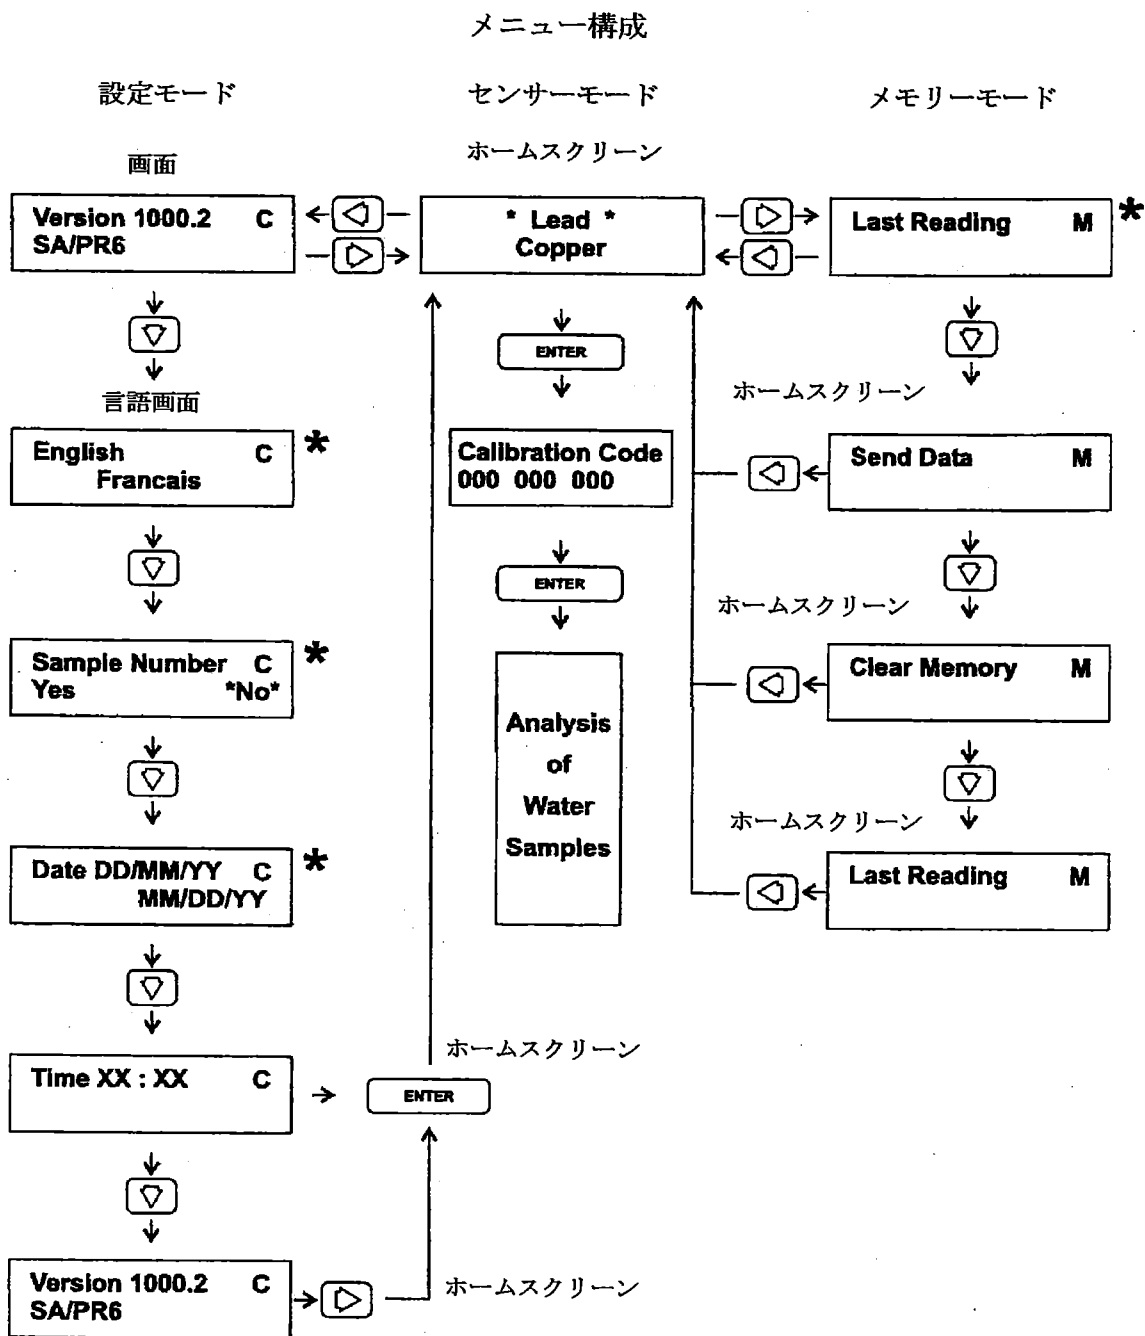 メニュー構成
設定モード
センサーモード
メモリーモード
画面
ホームスクリーン
Version 1000.2 C
SA/PR6
* Lead *
Copper
Last Reading M *
ENTER
ホームスクリーン
言語画面
English C *
Francais
Calibration Code
000 000 000
Send Data M
ENTER
ホームスクリーン
Sample Number C *
Yes *No*
Analysis
of
Water
Samples
Clear Memory M
ホームスクリーン
Date DD/MM/YY C *
MM/DD/YY
Last Reading M
ホームスクリーン
Time XX : XX C
ENTER
Version 1000.2 C
SA/PR6
ホームスクリーン